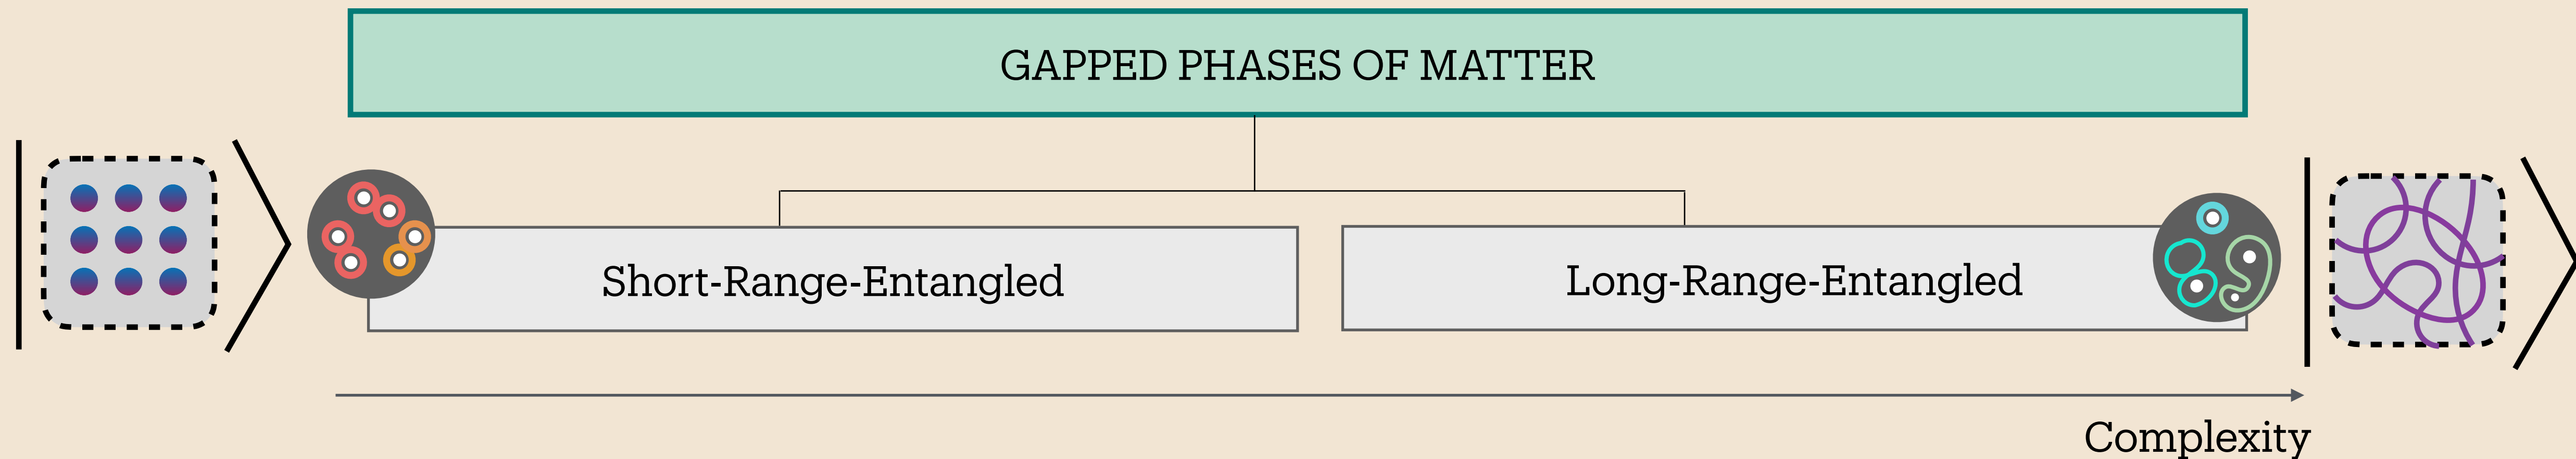 GAPPED PHASES OF MATTER
Short-Range-Entangled
Long-Range-Entangled
Complexity